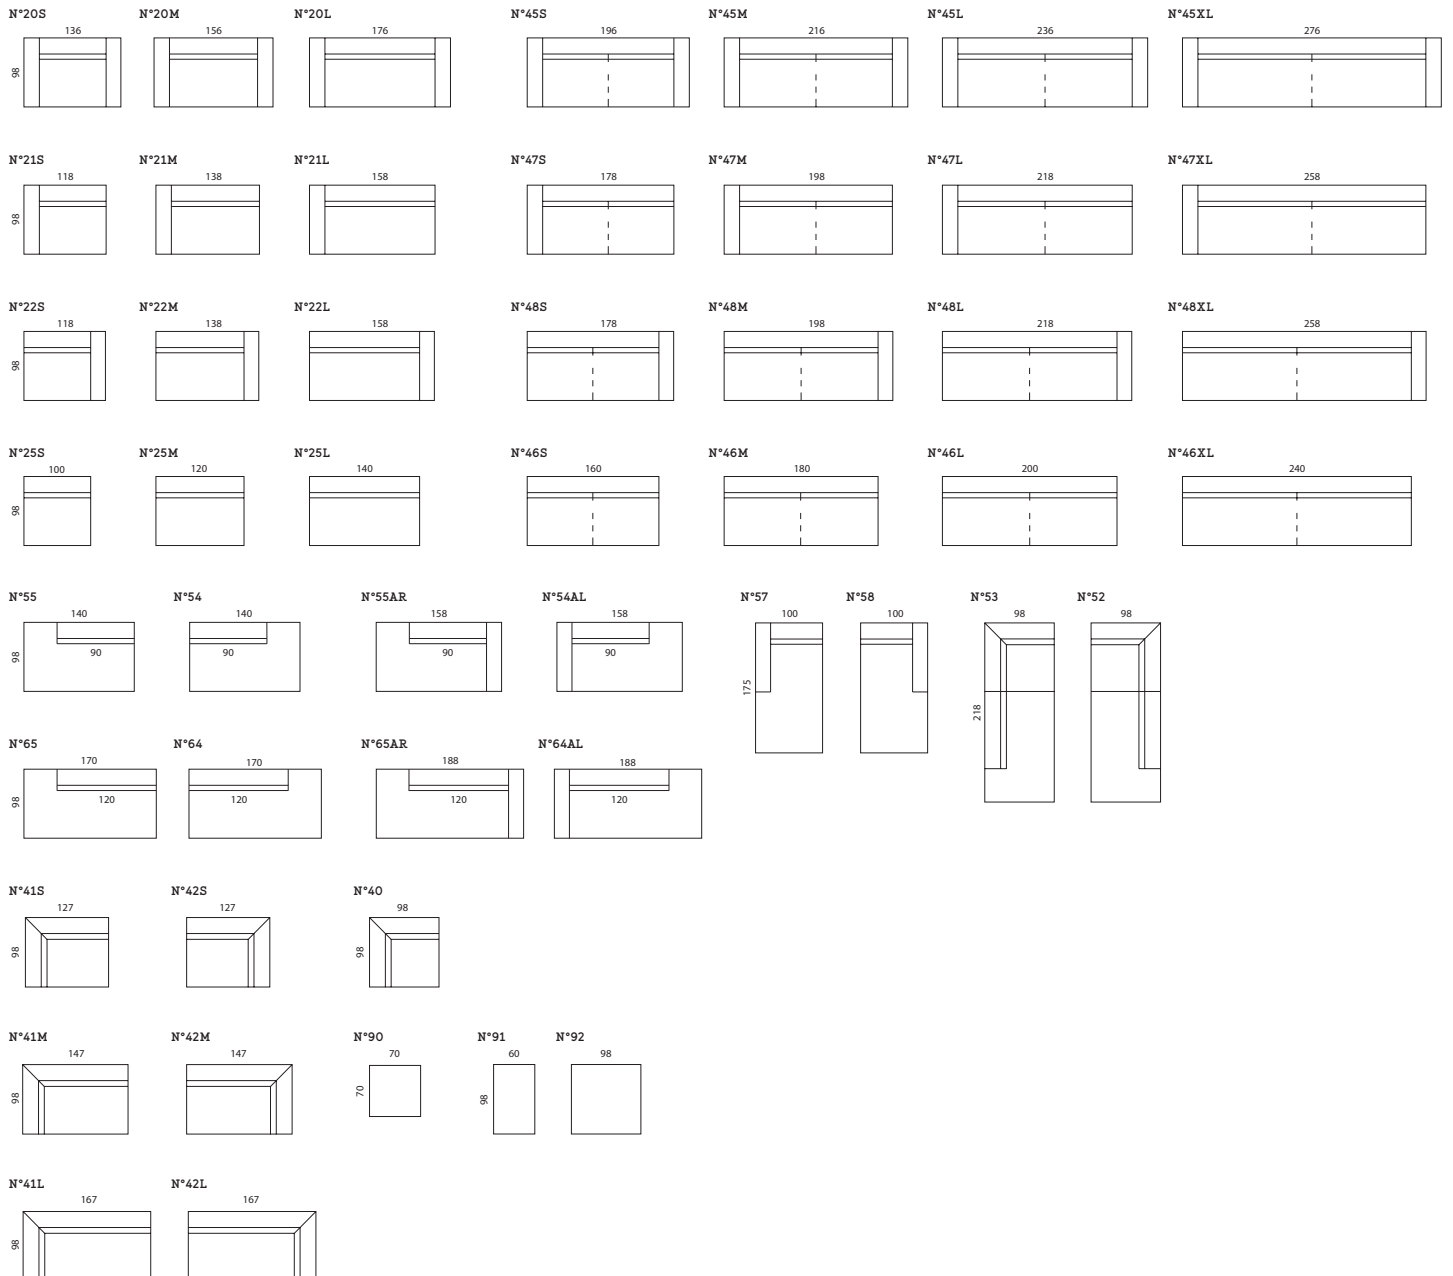 N°20S N°20M N°20L N°45S N°45M N°45L N°45XL
136 156 176 196 216 236 276
98
N°21S N°21M N°21L N°47S N°47M N°47L N°47XL
118 138 158 178 198 218 258
98
N°22S N°22M N°22L N°48S N°48M N°48L N°48XL
118 138 158 178 198 218 258
98
N°25S N°25M N°25L N°46S N°46M N°46L N°46XL
100 120 140 160 180 200 240
98
N°55 N°54 N°55AR N°54AL N°57 N°58 N°53 N°52
140 140 158 158 100 100 98 98
98 90 90 90 90
175 218
N°65 N°64 N°65AR N°64AL
170 170 188 188
98 120 120 120 120
N°41S N°42S N°40
127 127 98
98 98
N°41M N°42M N°90 N°91 N°92
147 147 70 60 98
98 70 98
N°41L N°42L
167 167
98